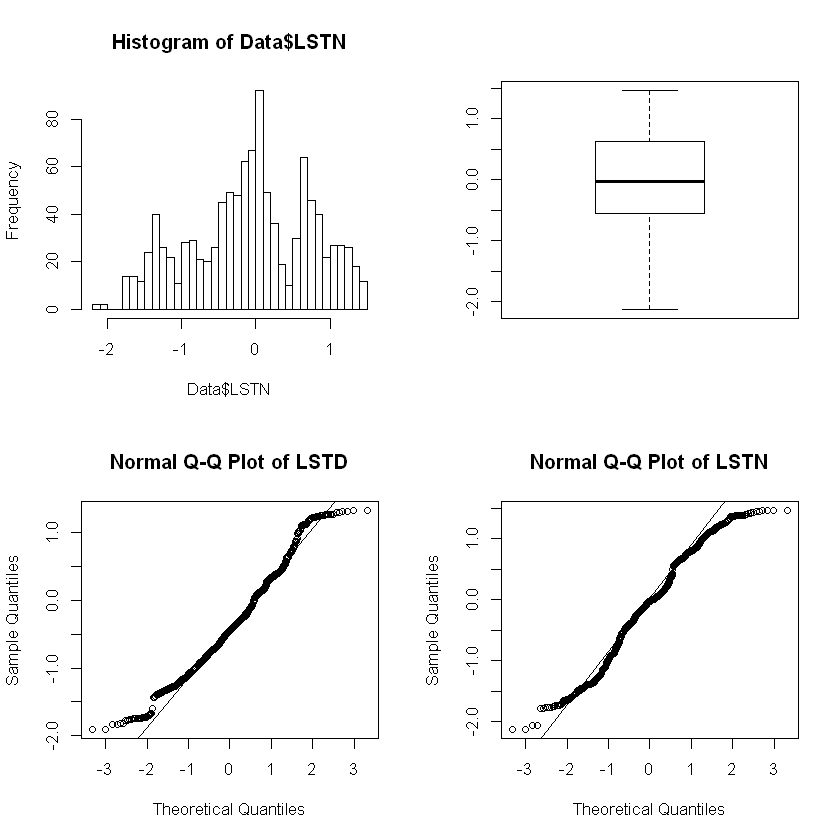 Histogram of Data$LSTN
Frequency
0 20 40 60 80
-2 -1 0 1
Data$LSTN
-2.0 -1.0 0.0 1.0
Normal Q-Q Plot of LSTD
Sample Quantiles
-2.0 -1.0 0.0 1.0
-3 -2 -1 0 1 2 3
Theoretical Quantiles
Normal Q-Q Plot of LSTN
Sample Quantiles
-2.0 -1.0 0.0 1.0
-3 -2 -1 0 1 2 3
Theoretical Quantiles